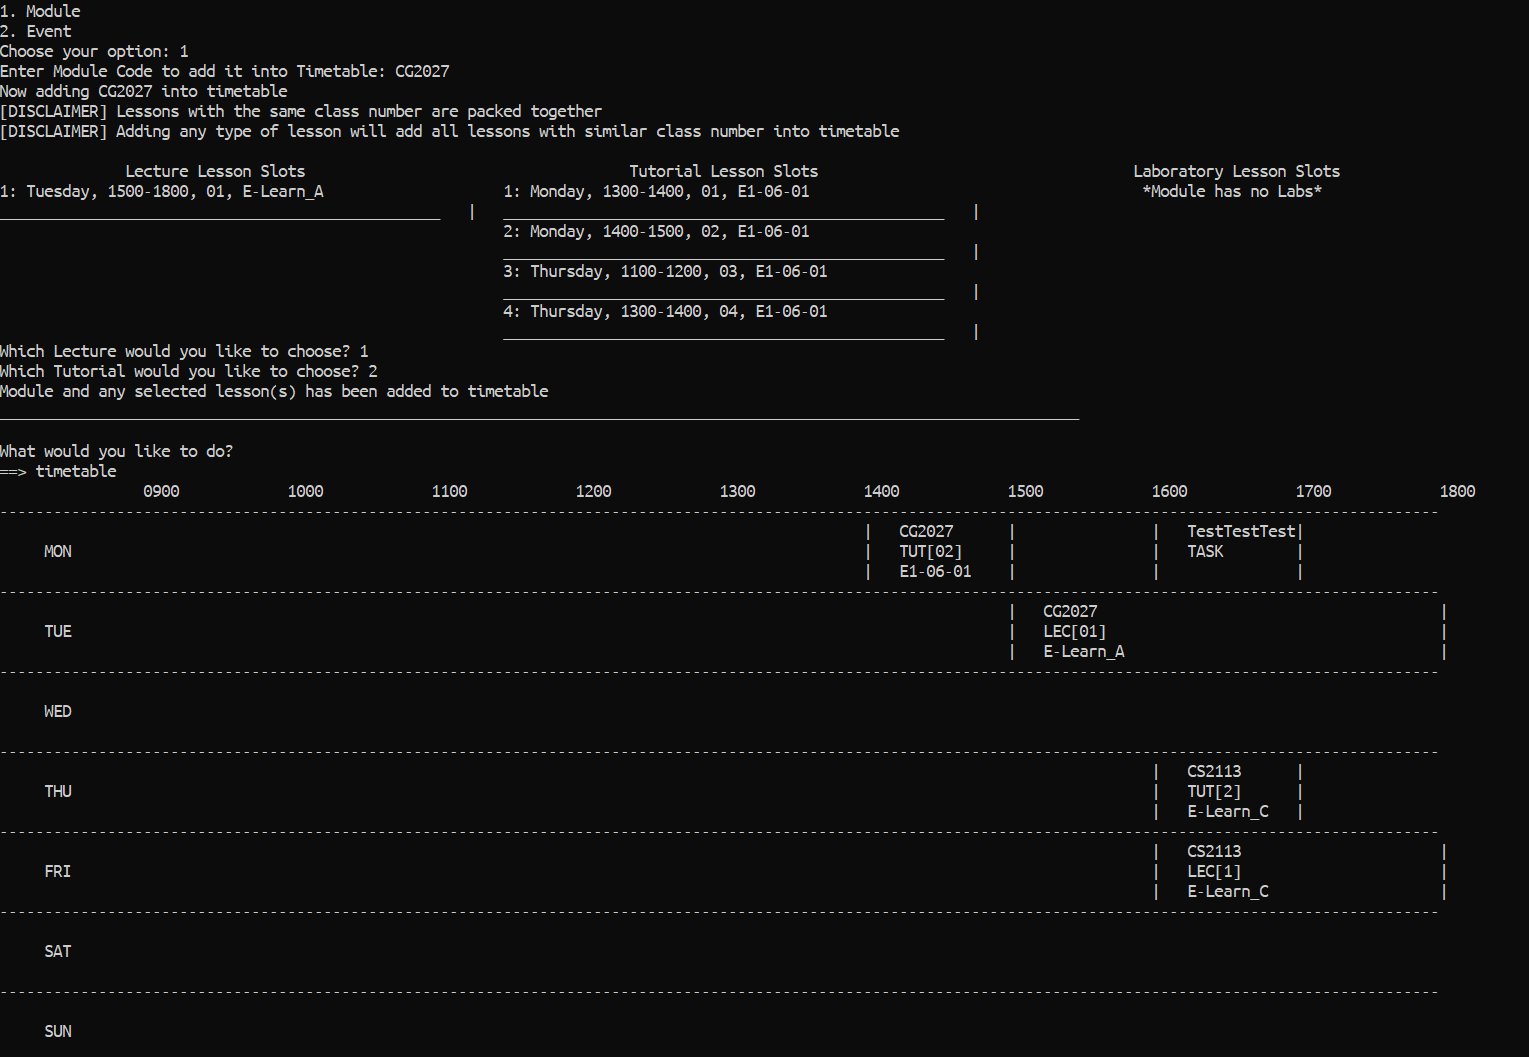 1. Module
2. Event
Choose your option: 1
Enter Module Code to add it into Timetable: CG2027
Now adding CG2027 into timetable
[DISCLAIMER] Lessons with the same class number are packed together
[DISCLAIMER] Adding any type of lesson will add all lessons with similar class number into timetable
Lecture Lesson Slots Tutorial Lesson Slots Laboratory Lesson Slots
1: Tuesday, 1500-1800, 01, E-Learn_A 1: Monday, 1300-1400, 01, E1-06-01 *Module has no Labs*
2: Monday, 1400-1500, 02, E1-06-01
3: Thursday, 1100-1200, 03, E1-06-01
4: Thursday, 1300-1400, 04, E1-06-01
Which Lecture would you like to choose? 1
Which Tutorial would you like to choose? 2
Module and any selected lesson(s) has been added to timetable
What would you like to do?
==> timetable
0900 1000 1100 1200 1300 1400 1500 1600 1700 1800
| CG2027 | | TestTestTest|
MON | TUT[02] | | TASK |
| E1-06-01 | | |
| CG2027 |
TUE | LEC[01] |
| E-Learn_A |
WED
| CS2113 |
THU | TUT[2] |
| E-Learn_C |
| CS2113 |
FRI | LEC[1] |
| E-Learn_C |
SAT
SUN